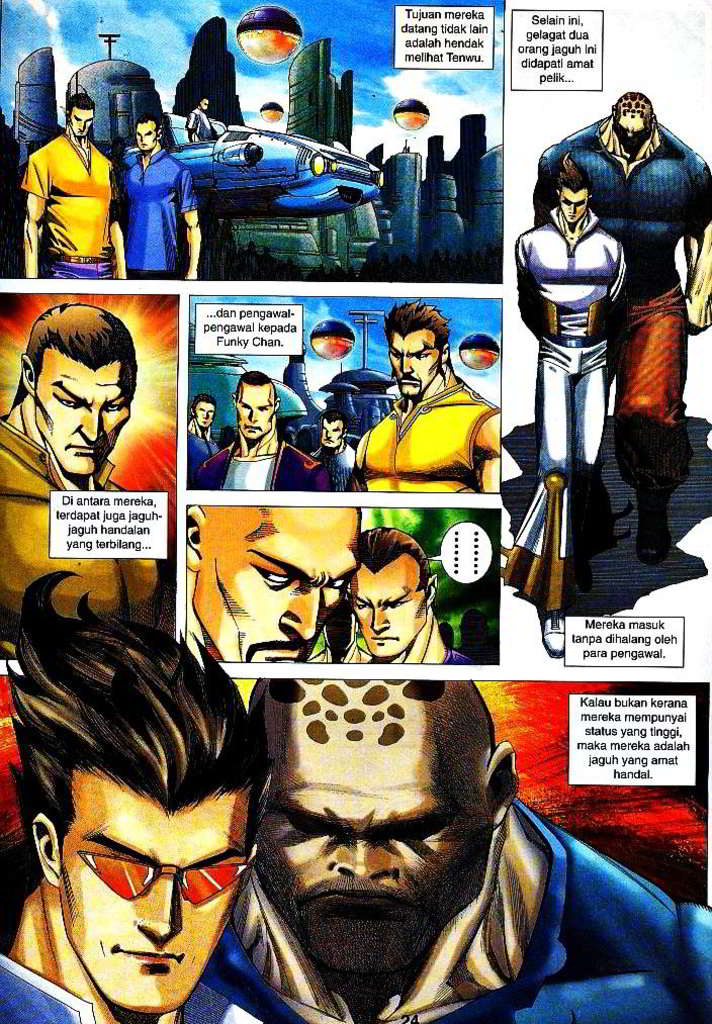 Tujuan mereka
datang tidak lain
adalah hendak
melihat Tenwu.
Selain ini,
gelagat dua
orang jaguh ini
didapati amat
pelik...
Di antara mereka,
terdapat juga jaguh-
jaguh handalan
yang terbilang...
...dan pengawal-
pengawal kepada
Funky Chan.
Mereka masuk
tanpa dihalang oleh
para pengawal.
Kalau bukan kerana
mereka mempunyai
status yang tinggi,
maka mereka adalah
jaguh yang amat
handal.
24